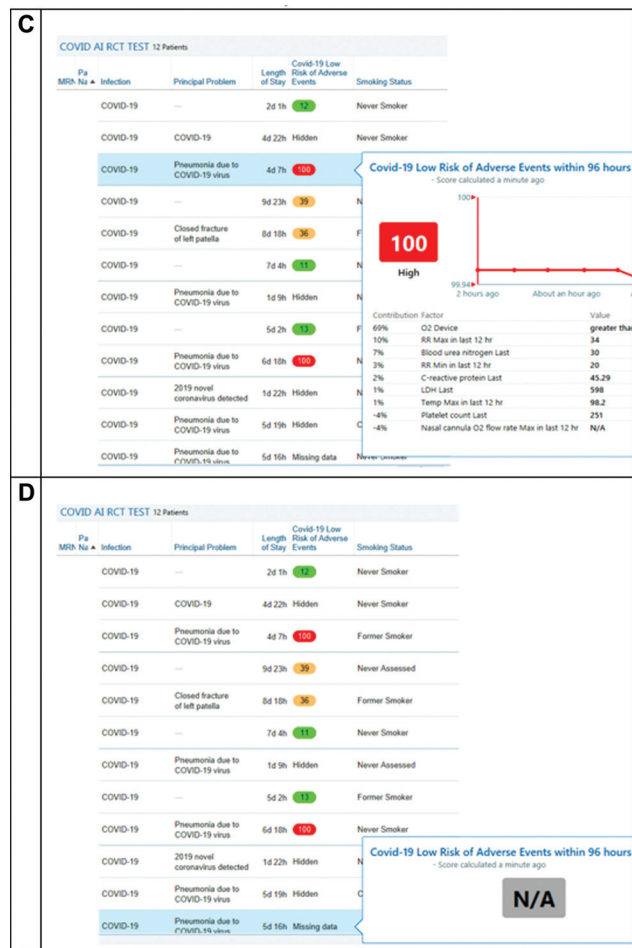 C
COVID AI RCT TEST 12 Patients
MRN Pa Na ▲ Infection Principal Problem Length of Stay Covid-19 Low Risk of Adverse Events Smoking Status
COVID-19 --- 2d 1h 12 Never Smoker
COVID-19 COVID-19 4d 22h Hidden Never Smoker
COVID-19 Pneumonia due to COVID-19 virus 4d 7h 100
COVID-19 --- 9d 23h 39 N
COVID-19 Closed fracture of left patella 8d 18h 36 F
COVID-19 --- 7d 4h 11 N
COVID-19 Pneumonia due to COVID-19 virus 1d 9h Hidden N
COVID-19 --- 5d 2h 13 F
COVID-19 Pneumonia due to COVID-19 virus 6d 18h 100 N
COVID-19 2019 novel coronavirus detected 1d 22h Hidden N
COVID-19 Pneumonia due to COVID-19 virus 5d 19h Hidden C
COVID-19 Pneumonia due to COVID-19 virus 5d 16h Missing data Never Smoker
Covid-19 Low Risk of Adverse Events within 96 hours
- Score calculated a minute ago
100
100
High
99.94
2 hours ago About an hour ago
Contribution Factor Value
69% O2 Device greater than
10% RR Max in last 12 hr 34
7% Blood urea nitrogen Last 30
3% RR Min in last 12 hr 20
2% C-reactive protein Last 45.29
1% LDH Last 598
1% Temp Max in last 12 hr 98.2
-4% Platelet count Last 251
-4% Nasal cannula O2 flow rate Max in last 12 hr N/A
D
COVID AI RCT TEST 12 Patients
MRN Pa Na ▲ Infection Principal Problem Length of Stay Covid-19 Low Risk of Adverse Events Smoking Status
COVID-19 --- 2d 1h 12 Never Smoker
COVID-19 COVID-19 4d 22h Hidden Never Smoker
COVID-19 Pneumonia due to COVID-19 virus 4d 7h 100 Former Smoker
COVID-19 --- 9d 23h 39 Never Assessed
COVID-19 Closed fracture of left patella 8d 18h 36 Former Smoker
COVID-19 --- 7d 4h 11 Never Smoker
COVID-19 Pneumonia due to COVID-19 virus 1d 9h Hidden Never Assessed
COVID-19 --- 5d 2h 13 Former Smoker
COVID-19 Pneumonia due to COVID-19 virus 6d 18h 100 Never Smoker
COVID-19 2019 novel coronavirus detected 1d 22h Hidden N
COVID-19 Pneumonia due to COVID-19 virus 5d 19h Hidden C
COVID-19 Pneumonia due to COVID-19 virus 5d 16h Missing data
Covid-19 Low Risk of Adverse Events within 96 hours
- Score calculated a minute ago
N/A